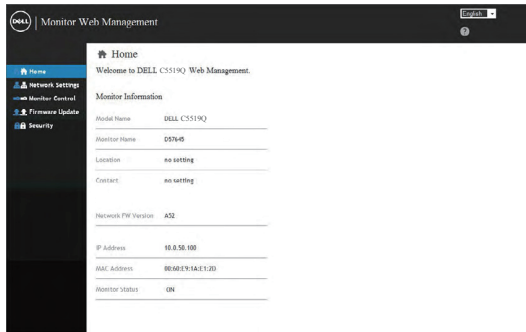 DELL Monitor Web Management
English
Home
Network Settings
Monitor Control
Firmware Update
Security
Home
Welcome to DELL C5519Q Web Management.
Monitor Information
Model Name DELL C5519Q
Monitor Name D57645
Location no setting
Contact no setting
Network FW Version A52
IP Address 10.0.50.100
MAC Address 00:60:E9:1A:E1:2D
Monitor Status ON